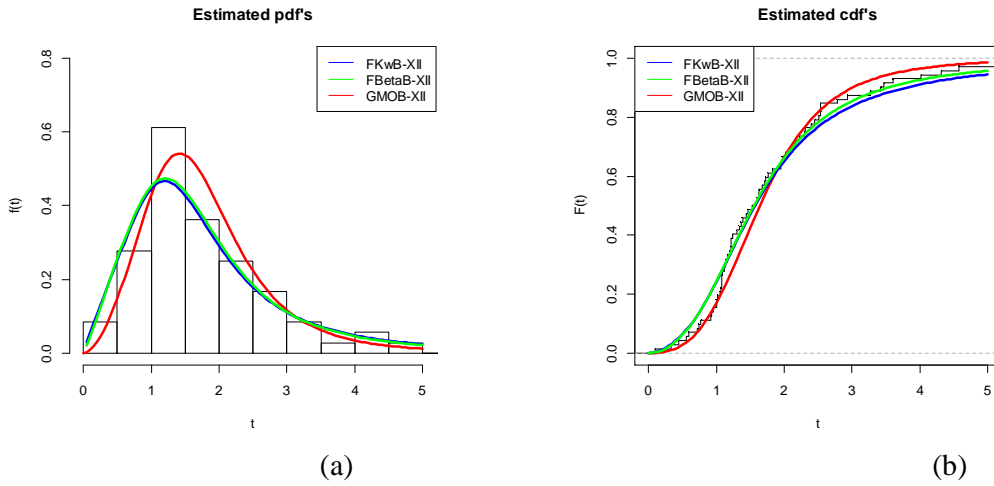 Estimated pdf's
FKwB-XII
FBetaB-XII
GMOB-XII
f(t)
0.8
0.6
0.4
0.2
0.0
0 1 2 3 4 5
t
(a)
Estimated cdf's
FKwB-XII
FBetaB-XII
GMOB-XII
F(t)
1.0
0.8
0.6
0.4
0.2
0.0
0 1 2 3 4 5
t
(b)